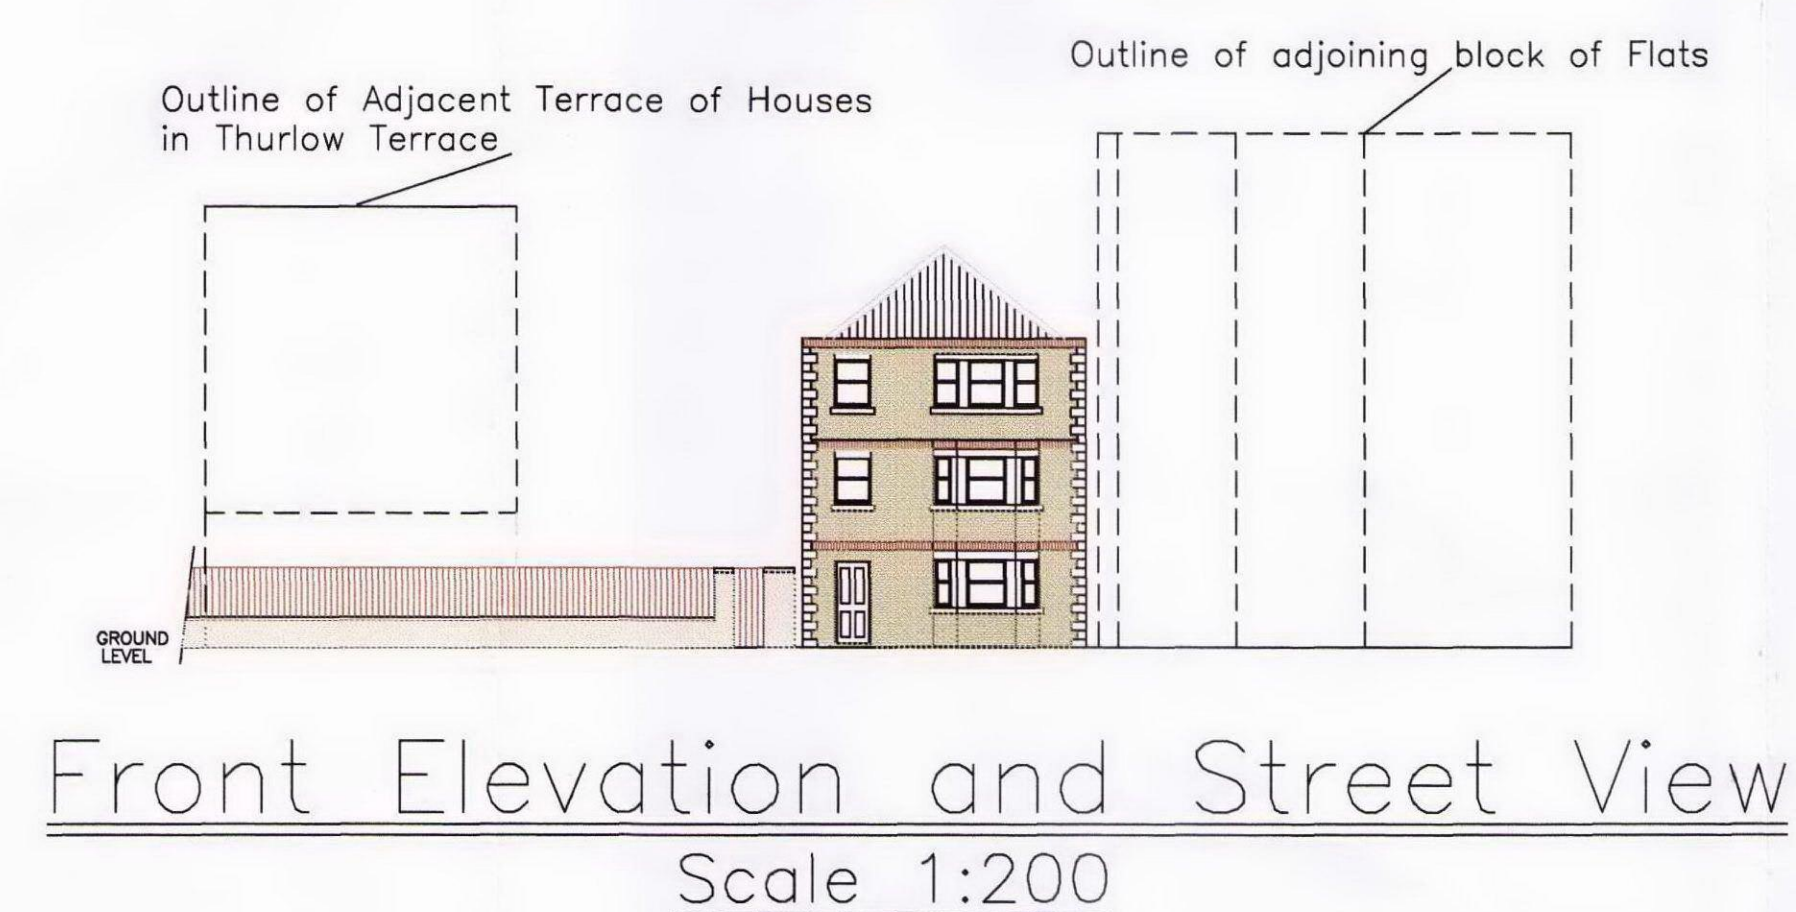 Outline of adjoining block of Flats
Outline of Adjacent Terrace of Houses
in Thurlow Terrace
GROUND
LEVEL
Front Elevation and Street View
Scale 1:200